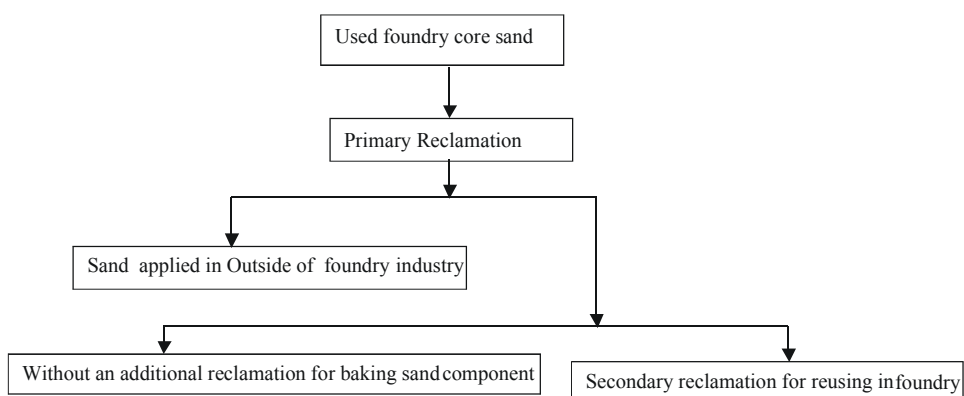 Used foundry core sand
Primary Reclamation
Sand applied in Outside of foundry industry
Without an additional reclamation for baking sand component
Secondary reclamation for reusing in foundry